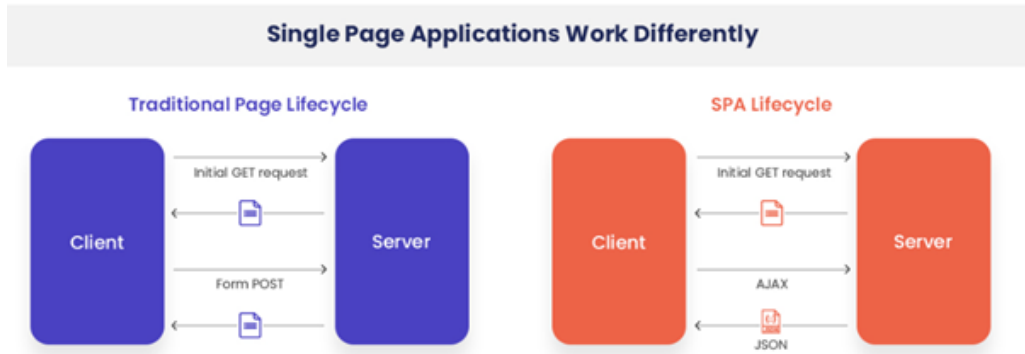 Single Page Applications Work Differently
Traditional Page Lifecycle
Client
Initial GET request
Form POST
Server
SPA Lifecycle
Client
Initial GET request
AJAX
JSON
Server